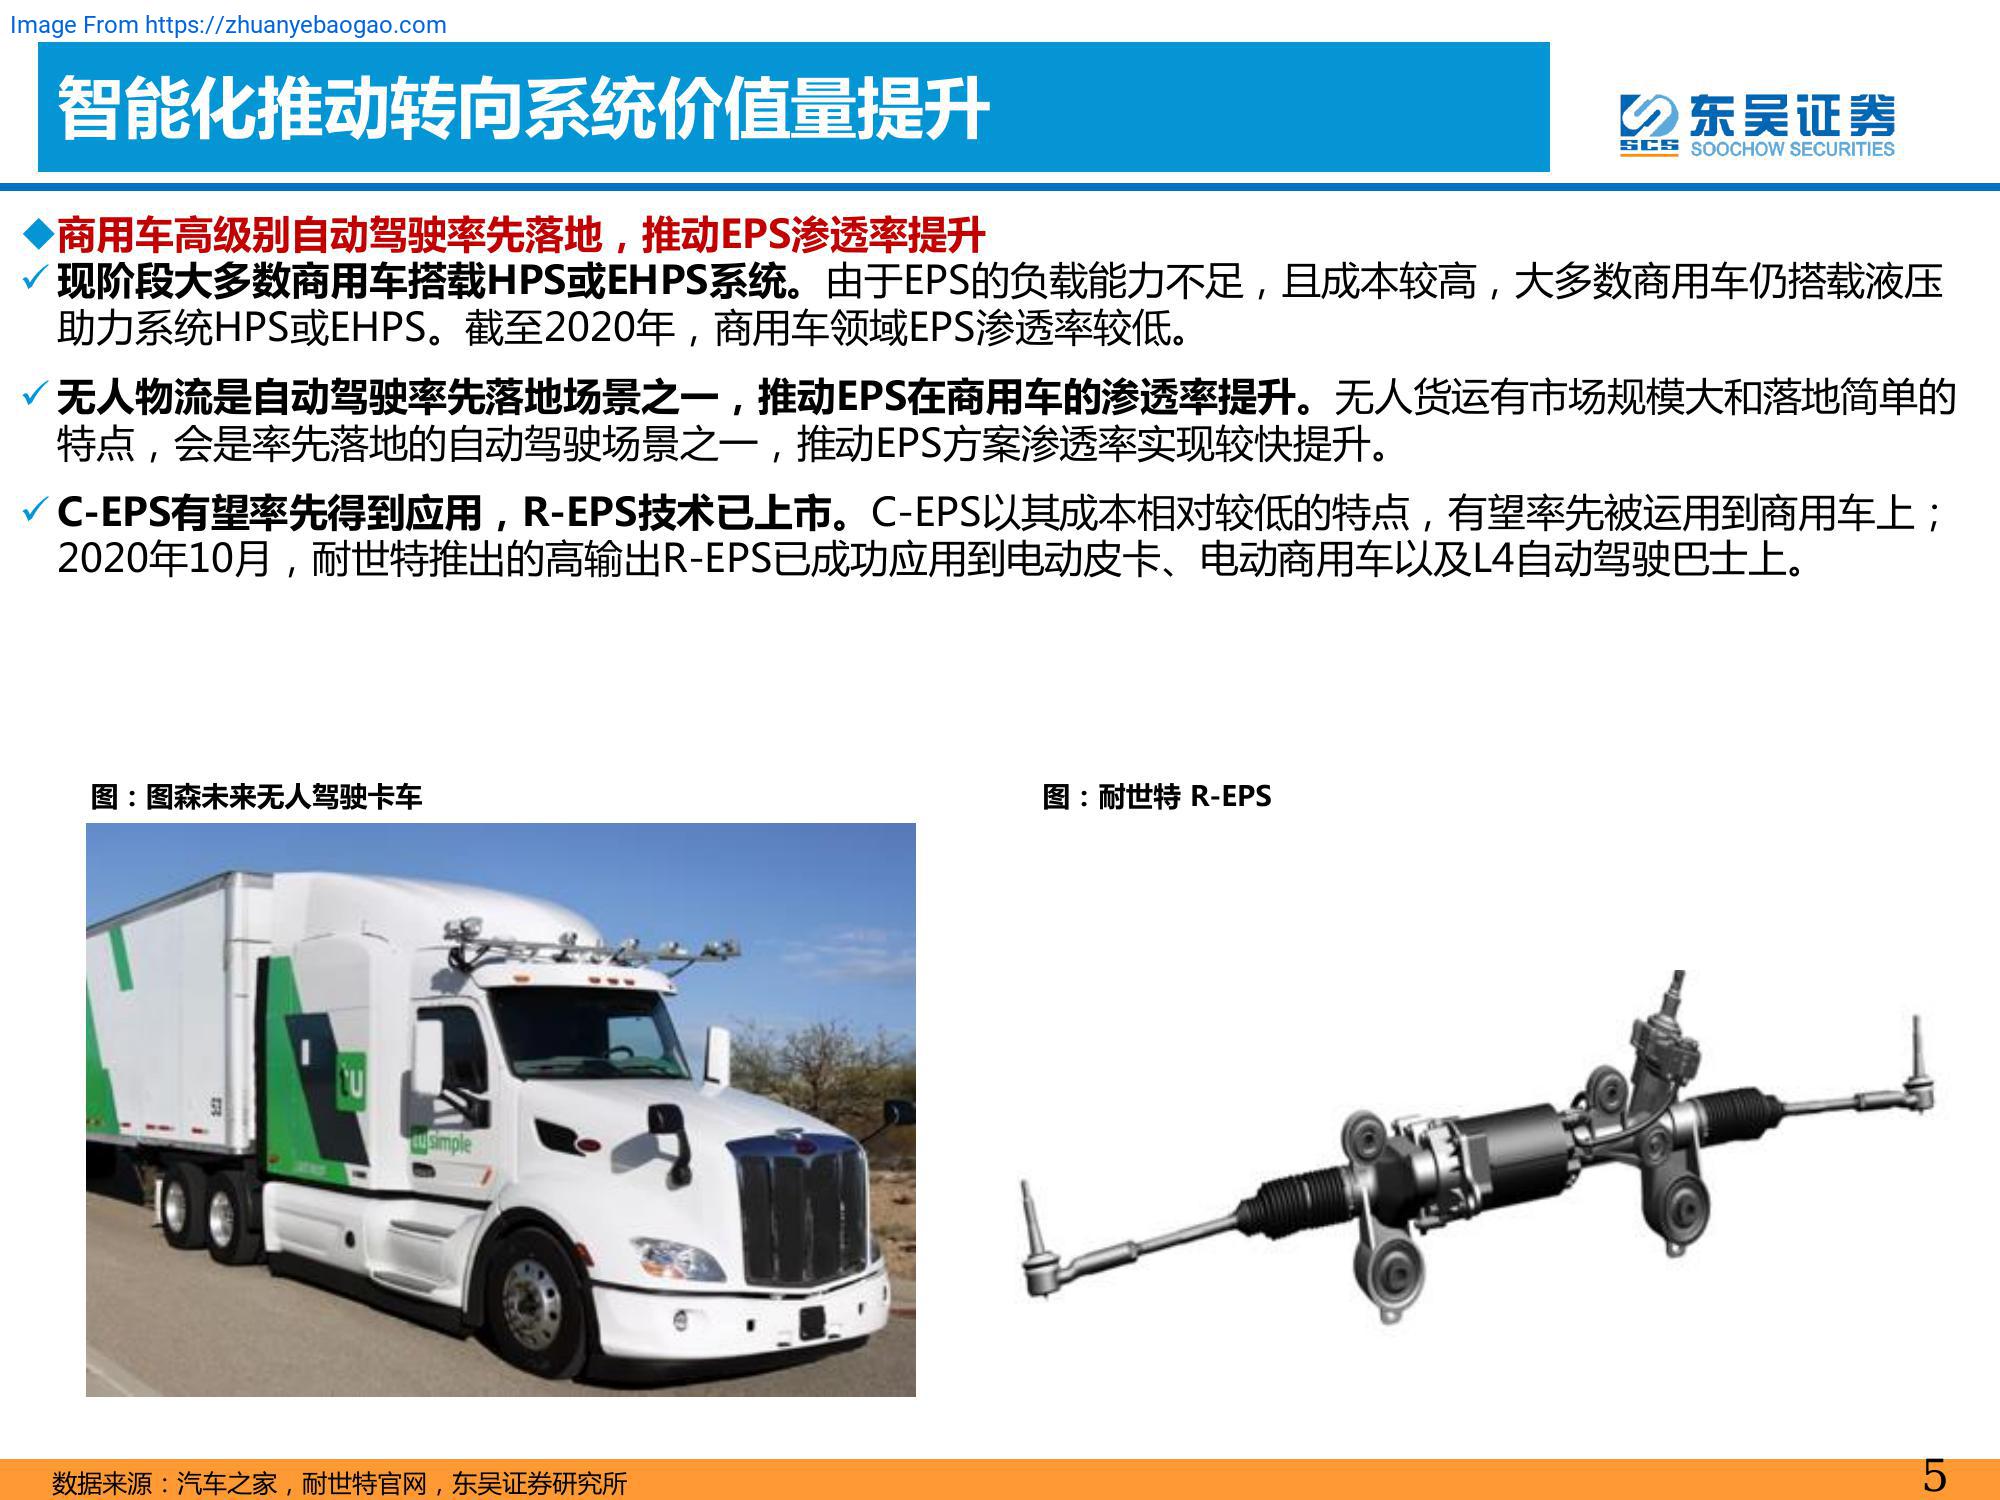 Image From https://zhuanyebaogao.com
智能化推动转向系统价值量提升
东吴证券
SCS SOOCHOW SECURITIES
◆商用车高级别自动驾驶率先落地，推动EPS渗透率提升
✓现阶段大多数商用车搭载HPS或EHPS系统。由于EPS的负载能力不足，且成本较高，大多数商用车仍搭载液压
助力系统HPS或EHPS。截至2020年，商用车领域EPS渗透率较低。
✓无人物流是自动驾驶率先落地场景之一，推动EPS在商用车的渗透率提升。无人货运有市场规模大和落地简单的
特点，会是率先落地的自动驾驶场景之一，推动EPS方案渗透率实现较快提升。
✓C-EPS有望率先得到应用，R-EPS技术已上市。C-EPS以其成本相对较低的特点，有望率先被运用到商用车上；
2020年10月，耐世特推出的高输出R-EPS已成功应用到电动皮卡、电动商用车以及L4自动驾驶巴士上。
图：图森未来无人驾驶卡车
图：耐世特 R-EPS
53
tu
tusimple
数据来源：汽车之家，耐世特官网，东吴证券研究所
5